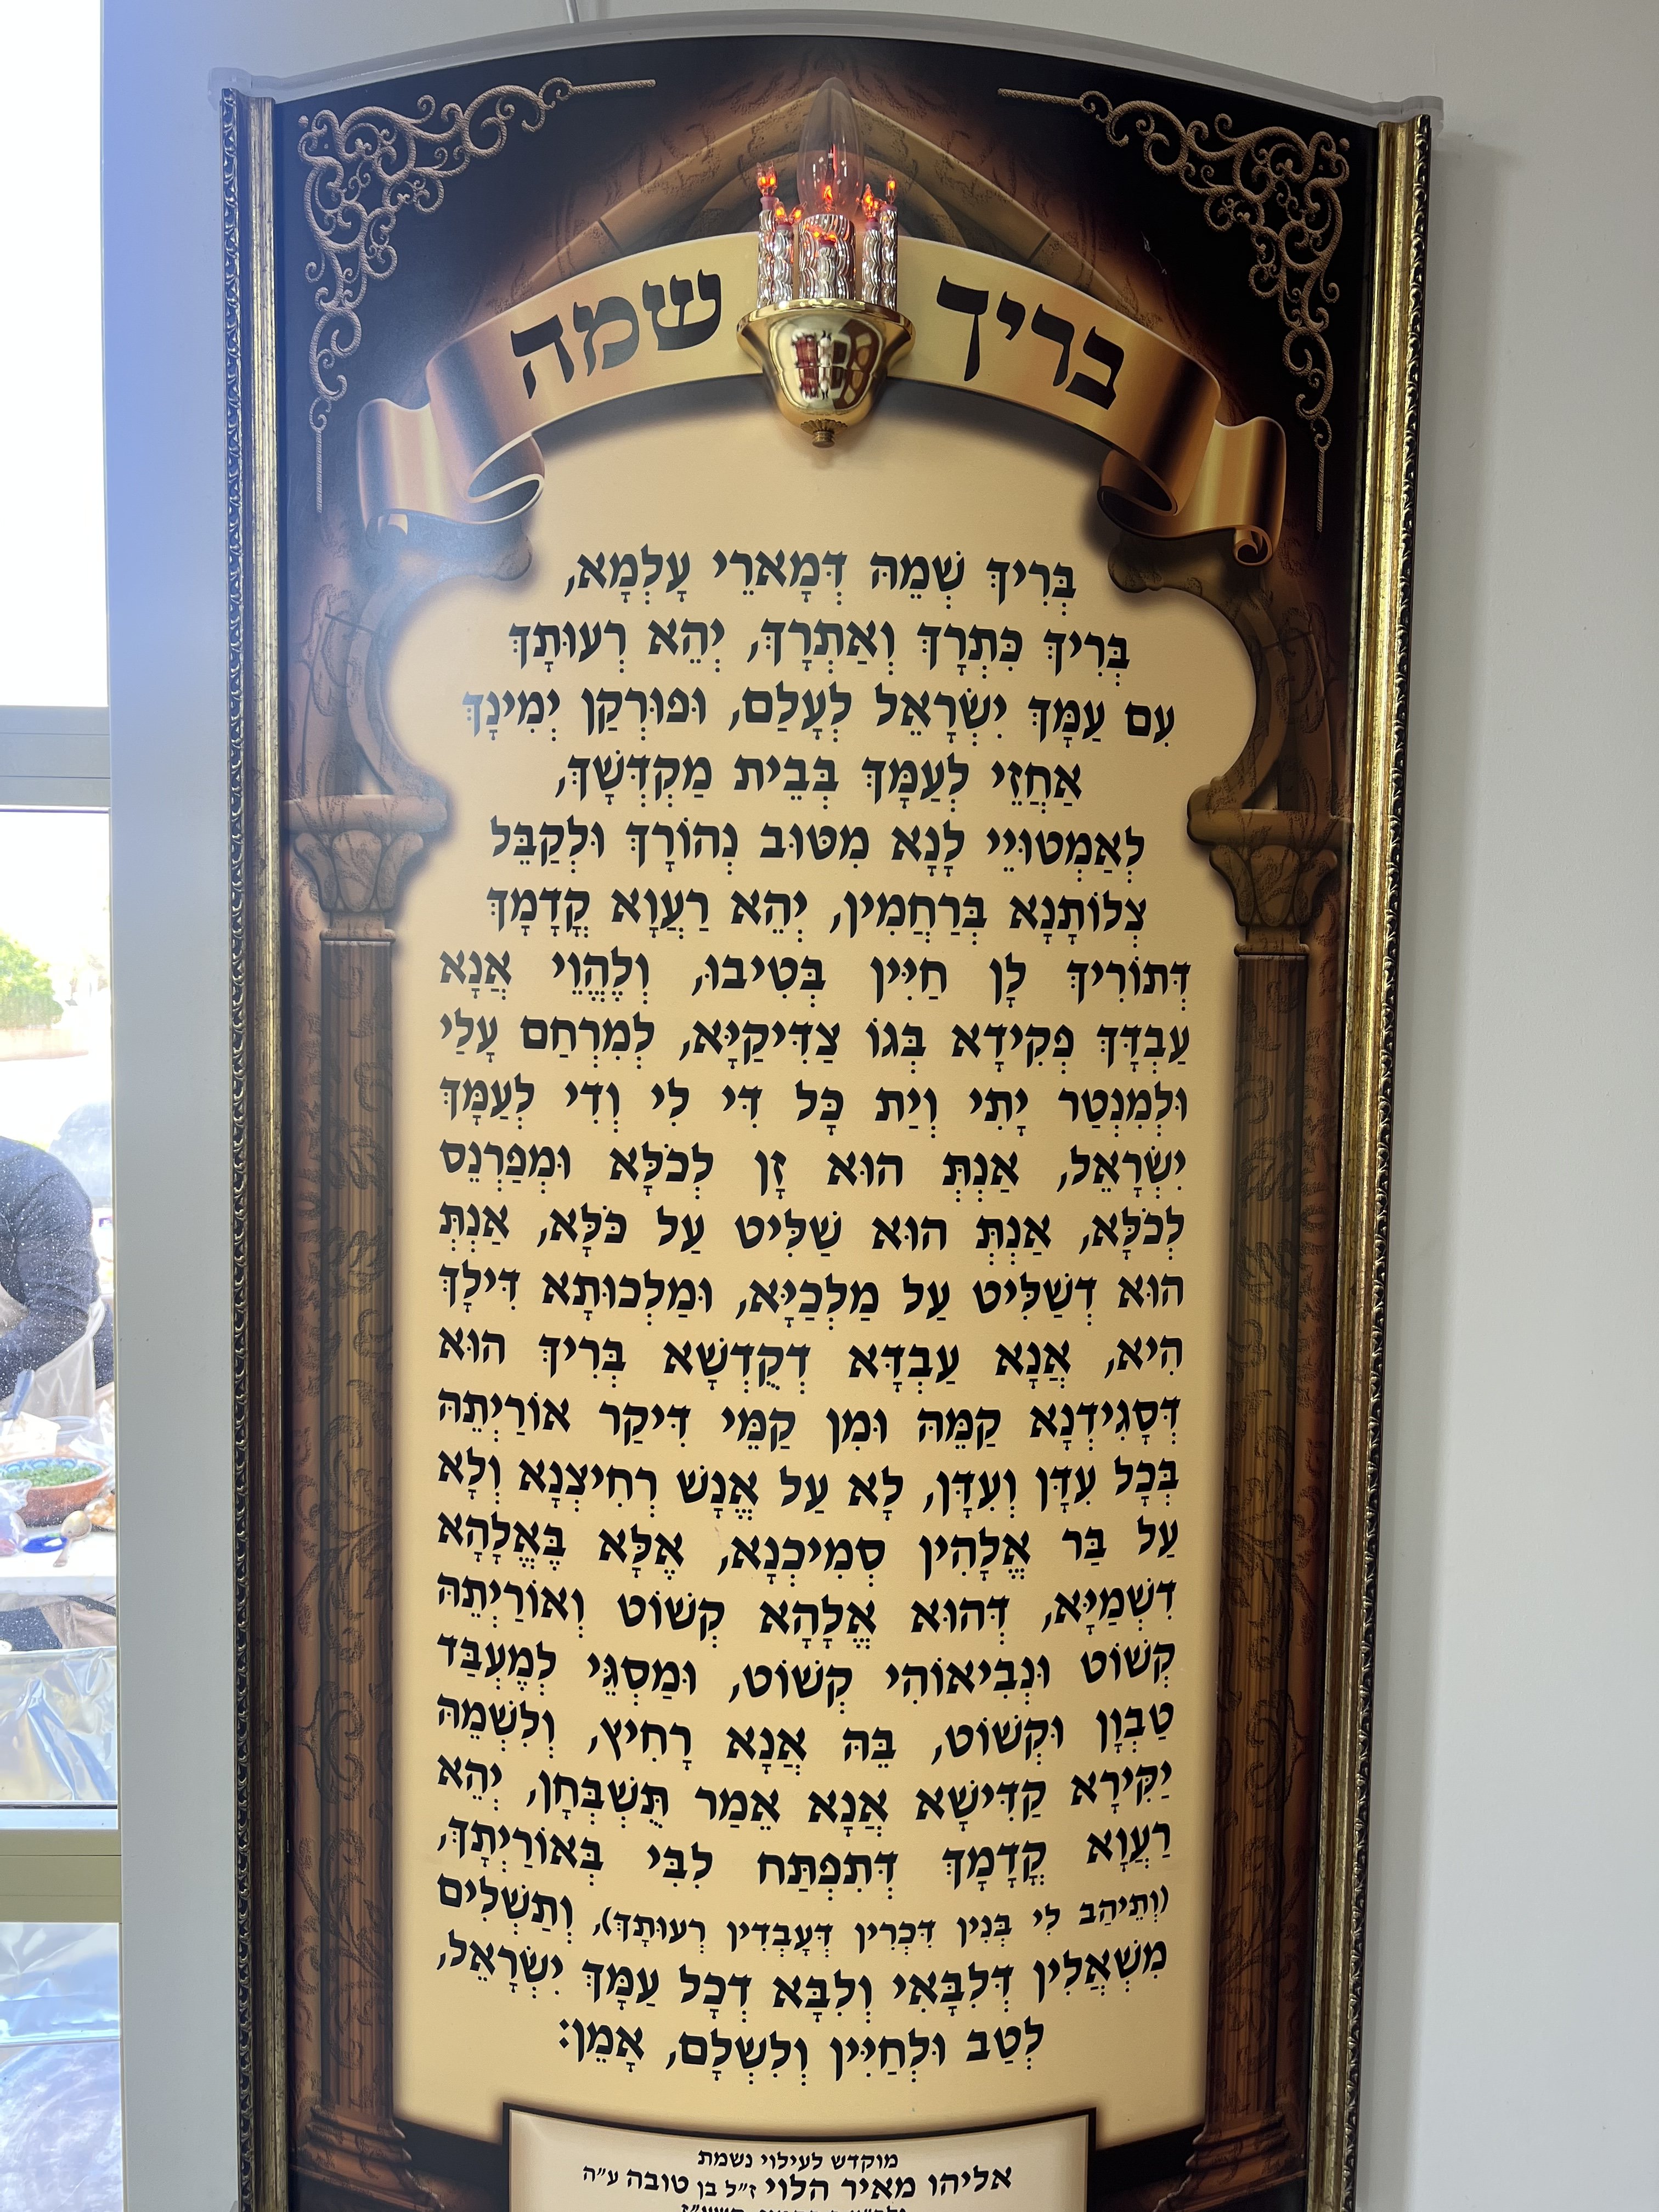 בריך שמה
בְּרִיךְ שְׁמֵהּ דְּמָארֵי עָלְמָא,
בְּרִיךְ כִּתְרָךְ וְאַתְרָךְ, יְהֵא רְעוּתָךְ
עִם עַמָּךְ יִשְׂרָאֵל לְעָלַם, וּפוּרְקַן יְמִינָךְ
אַחֲזֵי לְעַמָּךְ בְּבֵית מַקְדְּשָׁךְ,
לְאַמְטוּיֵי לָנָא מִטּוּב נְהוֹרָךְ וּלְקַבֵּל
צְלוֹתָנָא בְּרַחֲמִין, יְהֵא רַעֲוָא קֳדָמָךְ
דְּתוֹרִיךְ לָן חַיִּין בְּטִיבוּ, וְלֶהֱוֵי אֲנָא
עַבְדָּךְ פְּקִידָא בְּגוֹ צַדִּיקַיָּא, לְמִרְחַם עָלַי
וּלְמִנְטַר יָתִי וְיַת כָּל דִּי לִי וְדִי לְעַמָּךְ
יִשְׂרָאֵל, אַנְתְּ הוּא זָן לְכֹלָּא וּמְפַרְנֵס
לְכֹלָּא, אַנְתְּ הוּא שַׁלִּיט עַל כֹּלָּא, אַנְתְּ
הוּא דְשַׁלִּיט עַל מַלְכַיָּא, וּמַלְכוּתָא דִּילָךְ
הִיא, אֲנָא עַבְדָּא דְקֻדְשָׁא בְּרִיךְ הוּא
דְּסָגִידְנָא קַמֵּהּ וּמִן קַמֵּי דִּיקַר אוֹרַיְתֵהּ
בְּכָל עִדָּן וְעִדָּן, לָא עַל אֱנָשׁ רְחִיצְנָא וְלָא
עַל בַּר אֱלָהִין סְמִיכְנָא, אֶלָּא בֶּאֱלָהָא
דִשְׁמַיָּא, דְּהוּא אֱלָהָא קְשׁוֹט וְאוֹרַיְתֵהּ
קְשׁוֹט וּנְבִיאוֹהִי קְשׁוֹט, וּמַסְגֵּי לְמֶעְבַּד
טַבְוָן וּקְשׁוֹט, בֵּהּ אֲנָא רָחִיץ, וְלִשְׁמֵהּ
יַקִּירָא קַדִּישָׁא אֲנָא אֵמַר תֻּשְׁבְּחָן, יְהֵא
רַעֲוָא קֳדָמָךְ דְּתִפְתַּח לִבִּי בְּאוֹרַיְתָךְ,
(וְתֵיהַב לִי בְּנִין דִּכְרִין דְּעָבְדִין רְעוּתָךְ), וְתַשְׁלִים
מִשְׁאֲלִין דְּלִבָּאִי וְלִבָּא דְכָל עַמָּךְ יִשְׂרָאֵל,
לְטַב וּלְחַיִּין וְלִשְׁלָם, אָמֵן:
מוקדש לעילוי נשמת
אליהו מאיר הלוי ז״ל בן טובה ע״ה